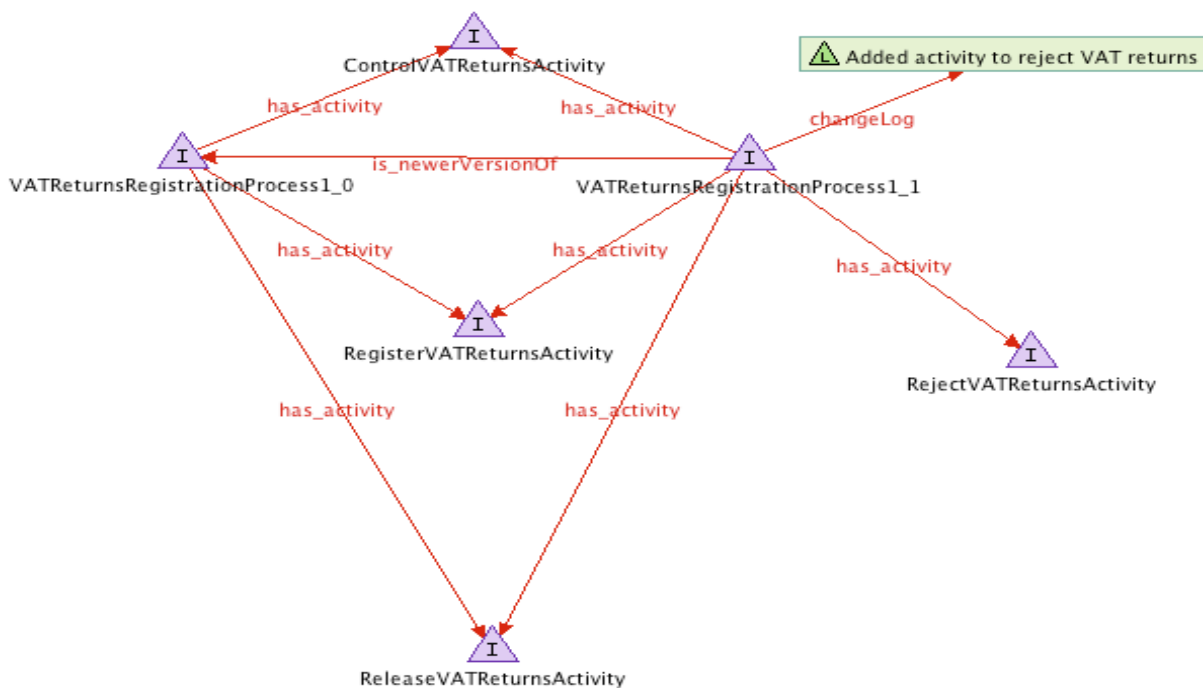 I
ControlVATReturnsActivity
L Added activity to reject VAT returns
has_activity
has_activity
changeLog
I
is_newerVersionOf
I
VATReturnsRegistrationProcess1_0
VATReturnsRegistrationProcess1_1
has_activity
has_activity
has_activity
I
RegisterVATReturnsActivity
I
RejectVATReturnsActivity
has_activity
has_activity
I
ReleaseVATReturnsActivity